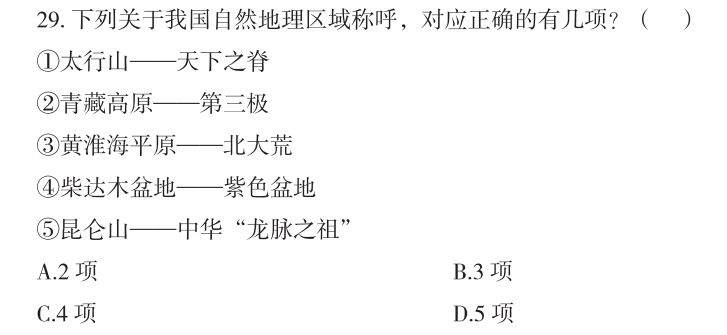 29. 下列关于我国自然地理区域称呼，对应正确的有几项？（　）
①太行山——天下之脊
②青藏高原——第三极
③黄淮海平原——北大荒
④柴达木盆地——紫色盆地
⑤昆仑山——中华“龙脉之祖”
A.2 项　B.3 项
C.4 项　D.5 项